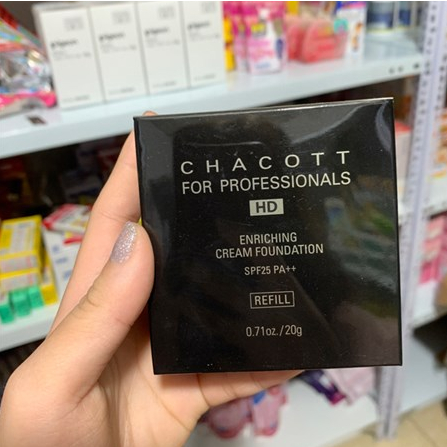 CHACOTT
FOR PROFESSIONALS
HD
ENRICHING
CREAM FOUNDATION
SPF25 PA++
REFILL
0.71oz./20g